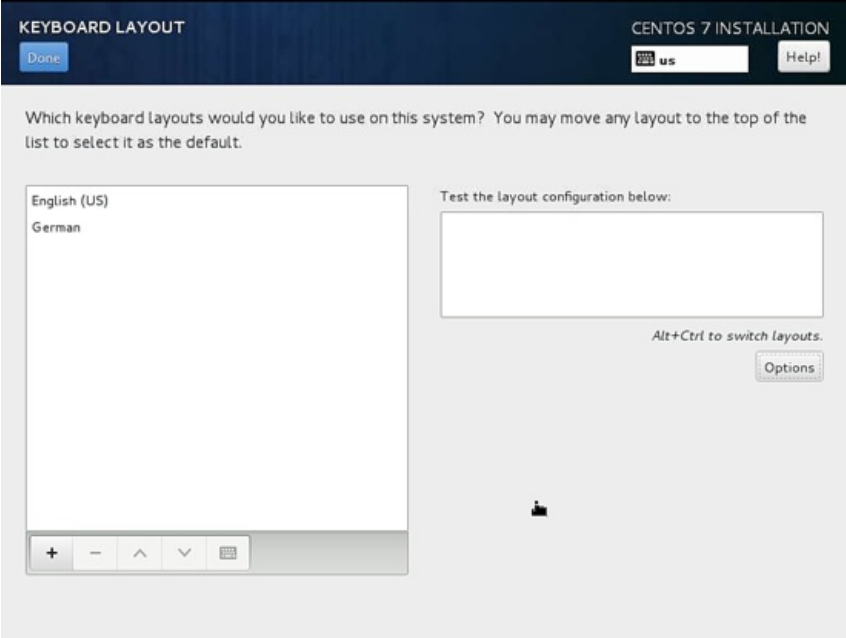 KEYBOARD LAYOUT
CENTOS 7 INSTALLATION
Done
us
Help!
Which keyboard layouts would you like to use on this system? You may move any layout to the top of the
list to select it as the default.
English (US)
German
Test the layout configuration below:
Alt+Ctrl to switch layouts.
Options